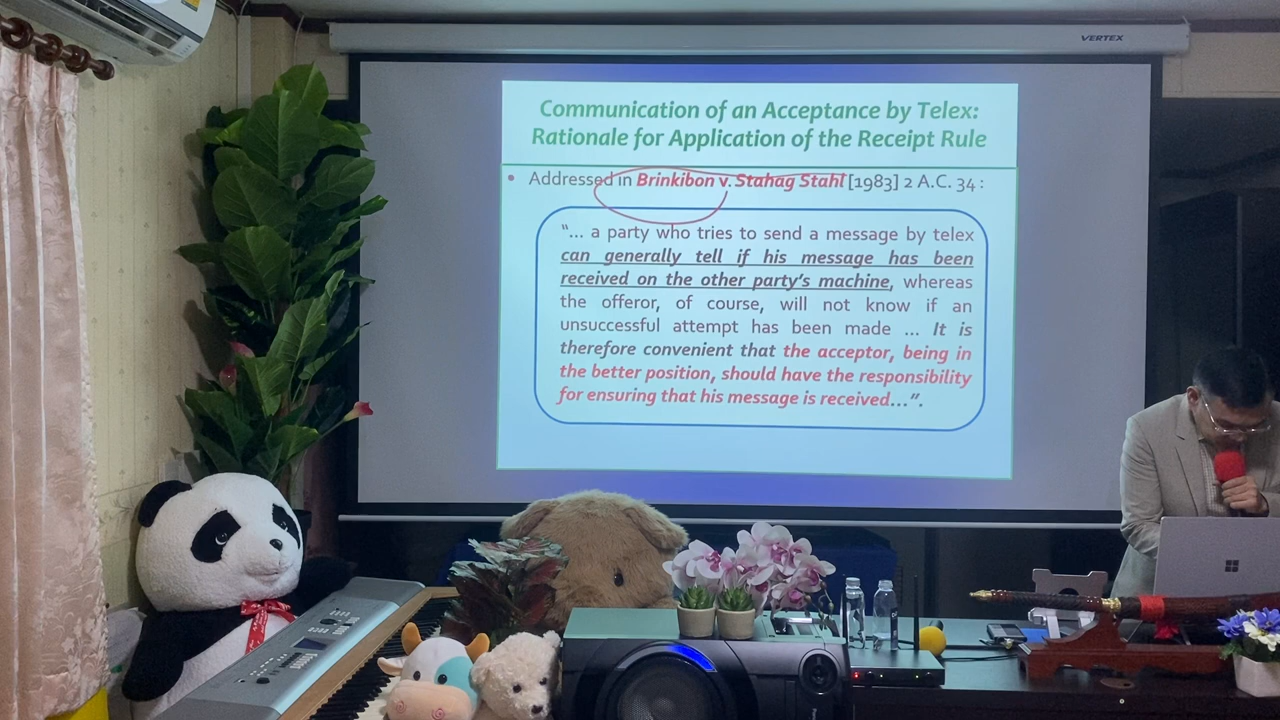 VERTEX
Communication of an Acceptance by Telex:
Rationale for Application of the Receipt Rule
• Addressed in Brinkibon v. Stahag Stahl [1983] 2 A.C. 34 :
“... a party who tries to send a message by telex
can generally tell if his message has been
received on the other party’s machine, whereas
the offeror, of course, will not know if an
unsuccessful attempt has been made ... It is
therefore convenient that the acceptor, being in
the better position, should have the responsibility
for ensuring that his message is received...”.